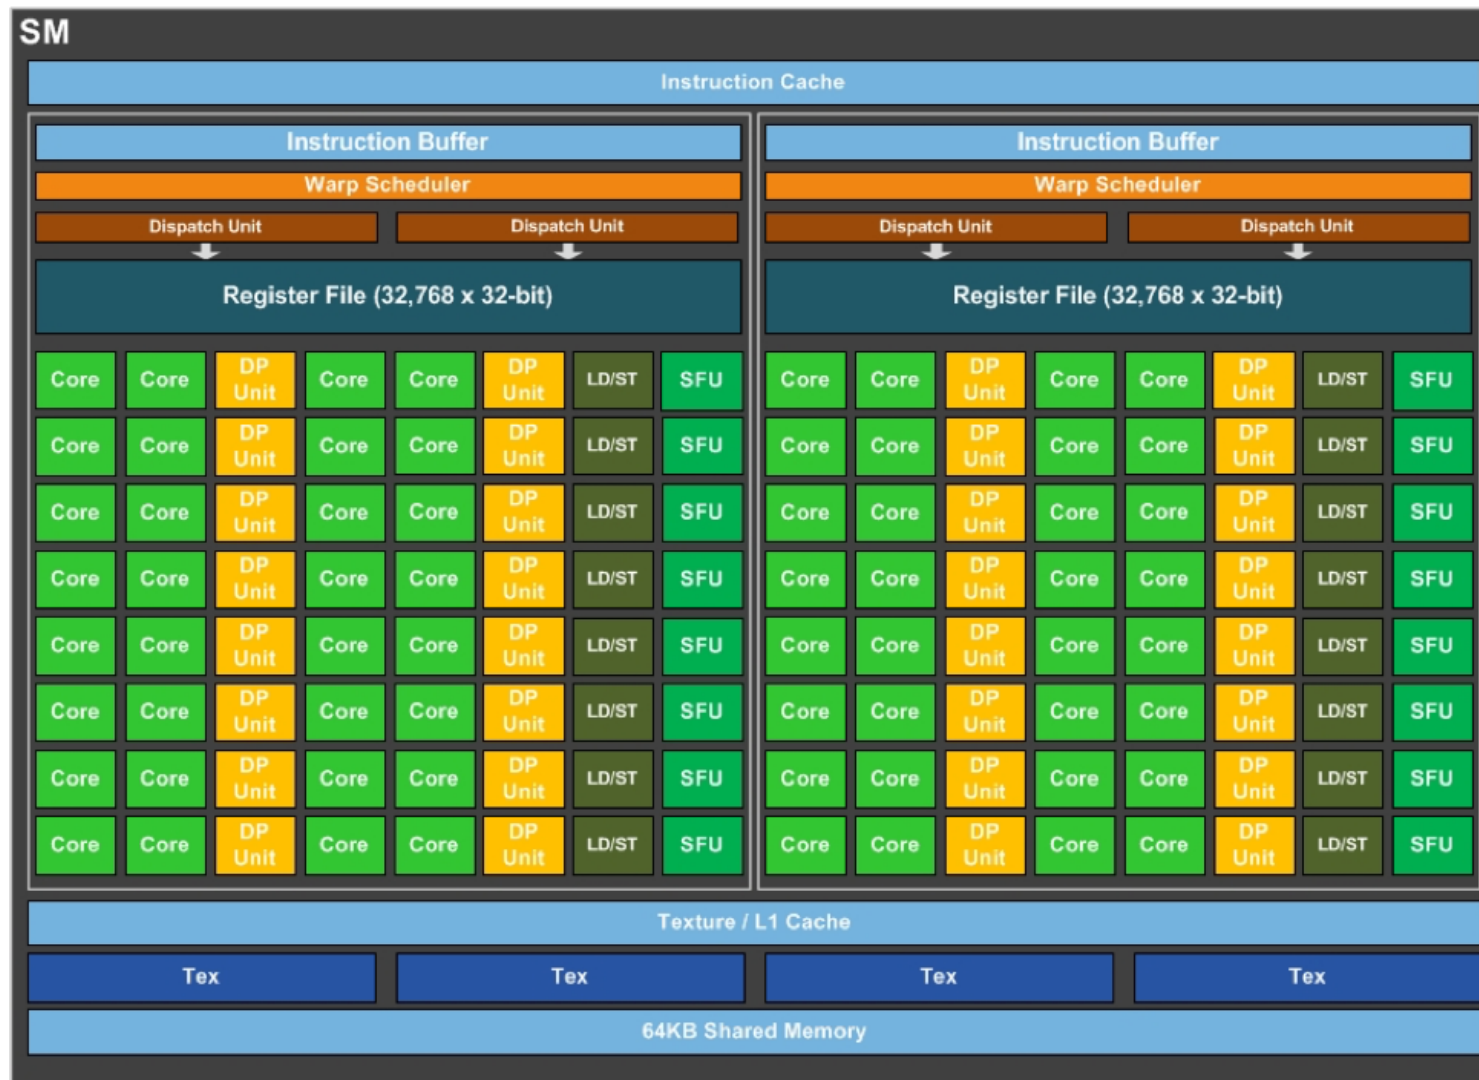 SM
Instruction Cache
Instruction Buffer Instruction Buffer
Warp Scheduler Warp Scheduler
Dispatch Unit Dispatch Unit Dispatch Unit Dispatch Unit
Register File (32,768 x 32-bit) Register File (32,768 x 32-bit)
Core Core DP Unit Core Core DP Unit LD/ST SFU Core Core DP Unit Core Core DP Unit LD/ST SFU
Core Core DP Unit Core Core DP Unit LD/ST SFU Core Core DP Unit Core Core DP Unit LD/ST SFU
Core Core DP Unit Core Core DP Unit LD/ST SFU Core Core DP Unit Core Core DP Unit LD/ST SFU
Core Core DP Unit Core Core DP Unit LD/ST SFU Core Core DP Unit Core Core DP Unit LD/ST SFU
Core Core DP Unit Core Core DP Unit LD/ST SFU Core Core DP Unit Core Core DP Unit LD/ST SFU
Core Core DP Unit Core Core DP Unit LD/ST SFU Core Core DP Unit Core Core DP Unit LD/ST SFU
Core Core DP Unit Core Core DP Unit LD/ST SFU Core Core DP Unit Core Core DP Unit LD/ST SFU
Core Core DP Unit Core Core DP Unit LD/ST SFU Core Core DP Unit Core Core DP Unit LD/ST SFU
Texture / L1 Cache
Tex Tex Tex Tex
64KB Shared Memory